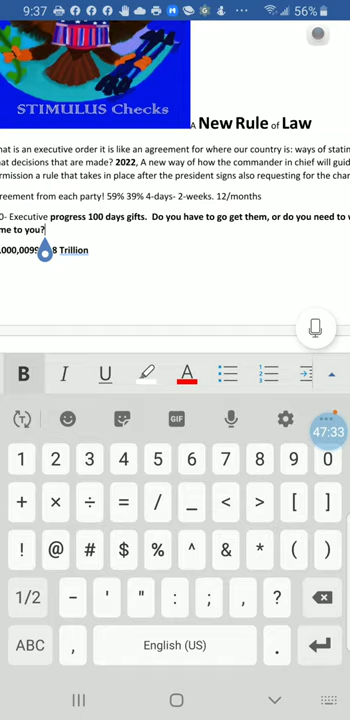 9:37 56%
STIMULUS Checks
A New Rule of Law
hat is an executive order it is like an agreement for where our country is: ways of statin
at decisions that are made? 2022, A new way of how the commander in chief will guid
rmission a rule that takes in place after the president signs also requesting for the char
reement from each party! 59% 39% 4-days- 2-weeks. 12/months
0- Executive progress 100 days gifts. Do you have to go get them, or do you need to v
me to you?
,000,0099 8 Trillion
B I U A
GIF
47:33
1 2 3 4 5 6 7 8 9 0
+ × ÷ = / _ < > [ ]
! @ # $ % ^ & * ( )
1/2 - ' " : ; , ?
ABC , English (US) .